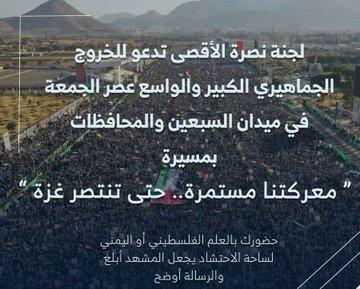 لجنة نصرة الأقصى تدعو للخروج
الجماهيري الكبير والواسع عصر الجمعة
في ميدان السبعين والمحافظات
بمسيرة
” معركتنا مستمرة.. حتى تنتصر غزة “
حضورك بالعلم الفلسطيني أو اليمني
لساحة الاحتشاد يجعل المشهد أبلغ
والرسالة أوضح